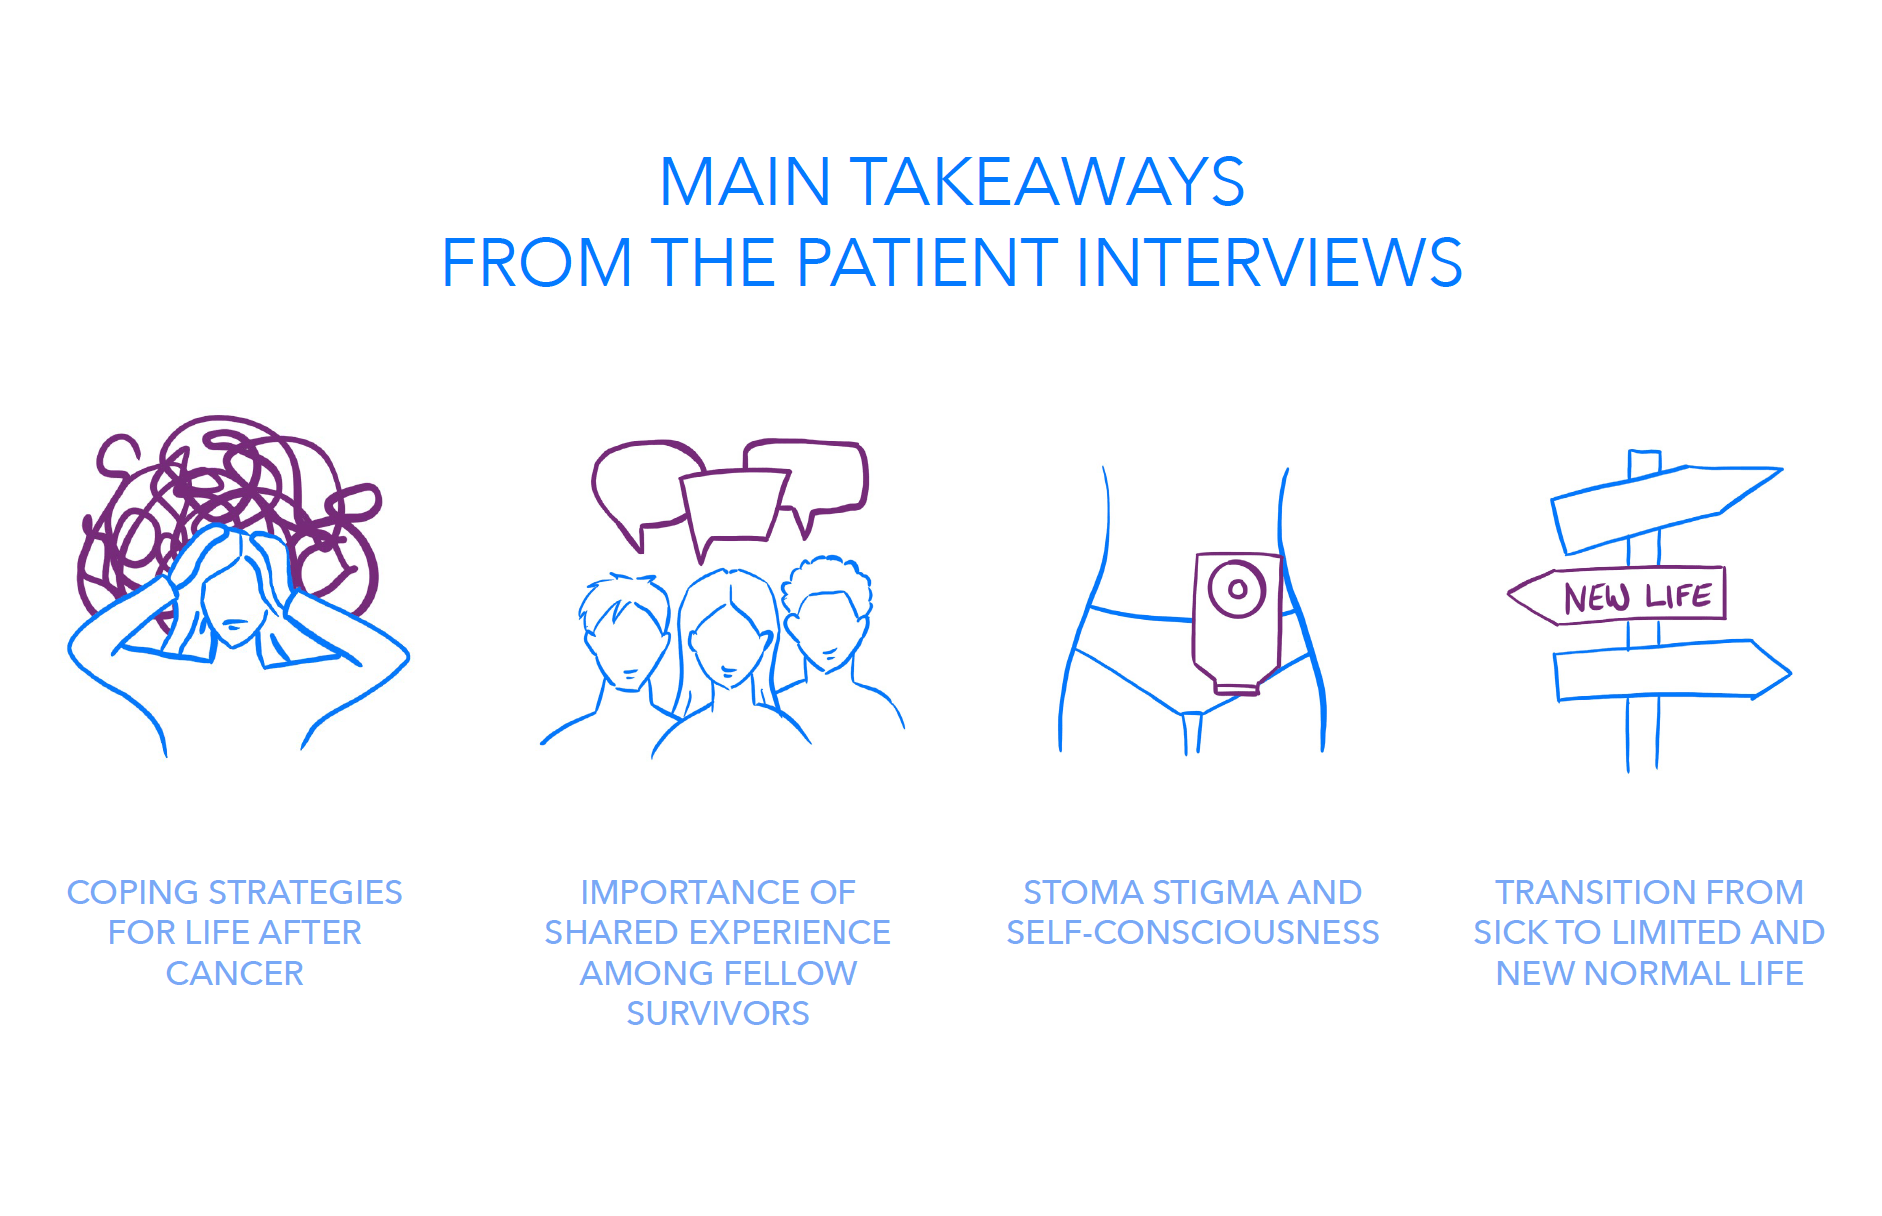 MAIN TAKEAWAYS
FROM THE PATIENT INTERVIEWS
NEW LIFE
COPING STRATEGIES
FOR LIFE AFTER
CANCER
IMPORTANCE OF
SHARED EXPERIENCE
AMONG FELLOW
SURVIVORS
STOMA STIGMA AND
SELF-CONSCIOUSNESS
TRANSITION FROM
SICK TO LIMITED AND
NEW NORMAL LIFE